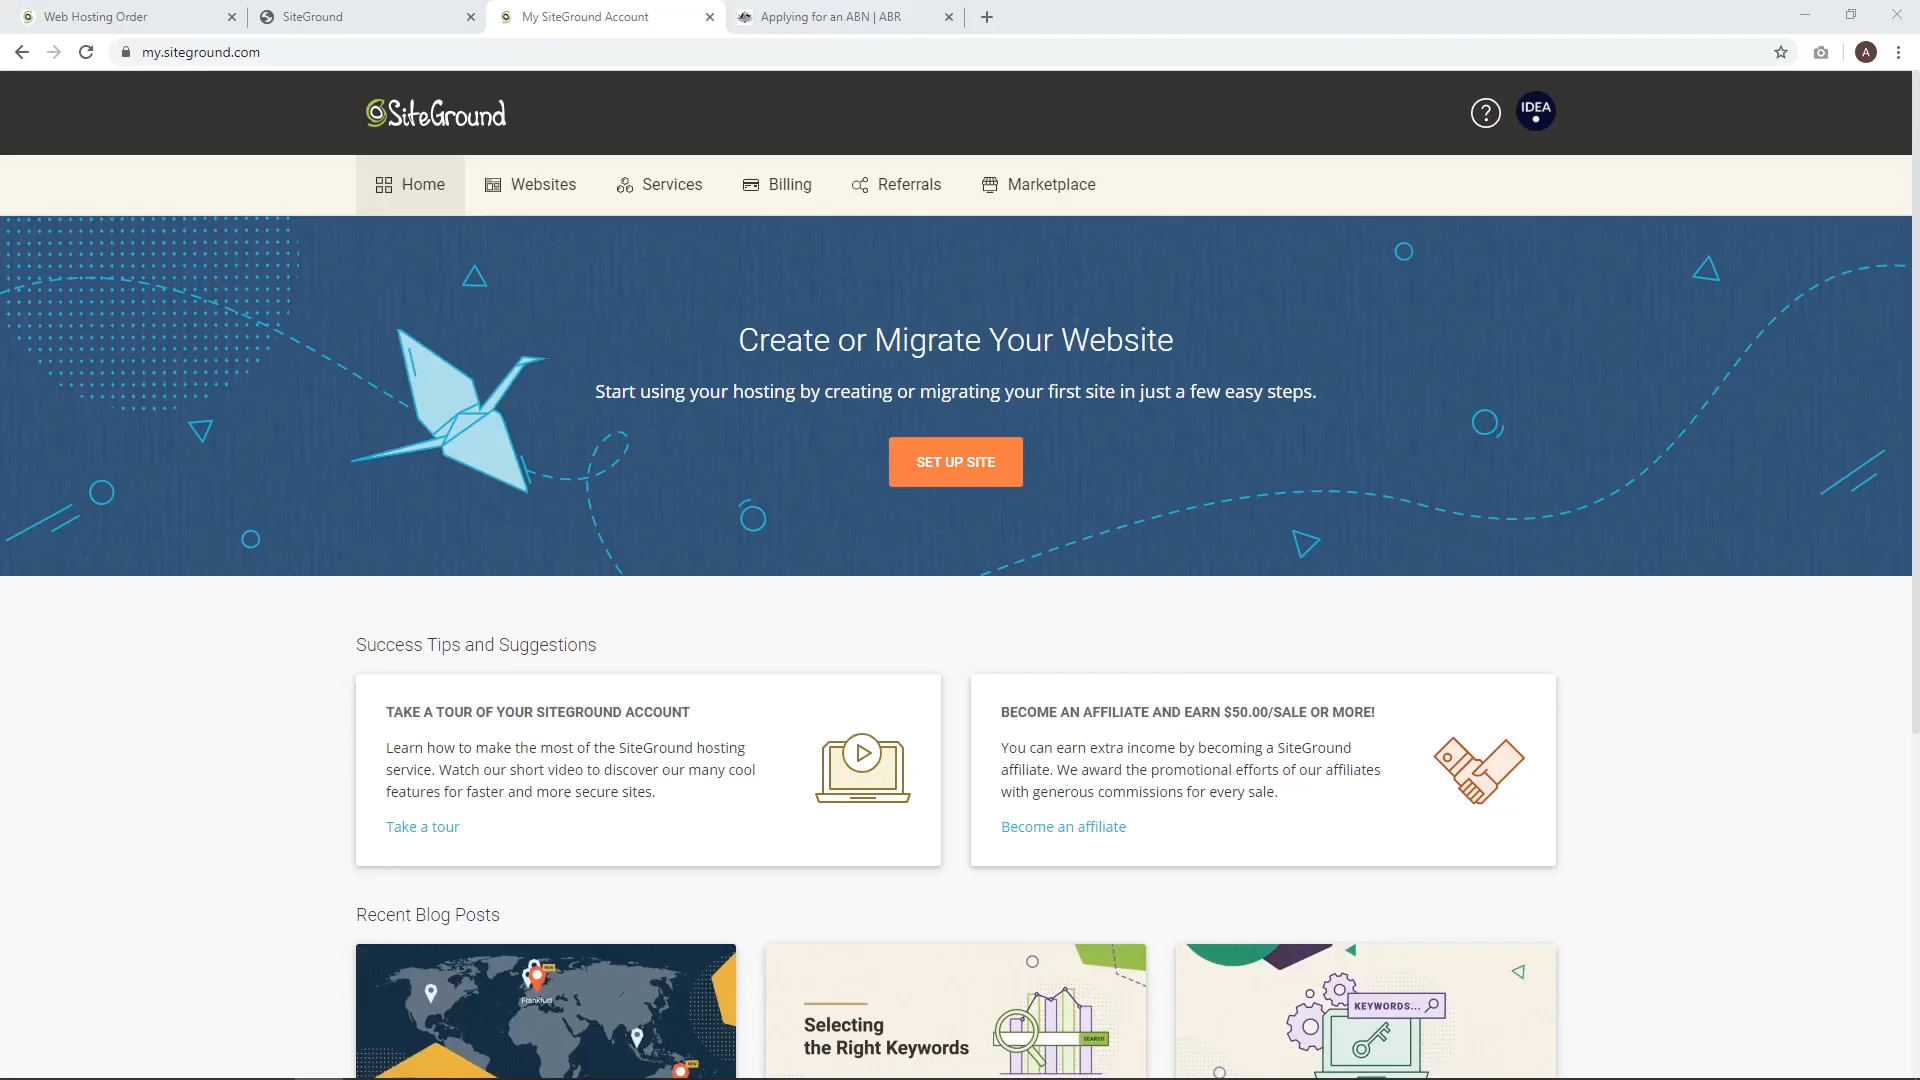 Web Hosting Order
SiteGround
My SiteGround Account
Applying for an ABN | ABR
my.siteground.com
A
SiteGround
?
IDEA
Home
Websites
Services
Billing
Referrals
Marketplace
Create or Migrate Your Website
Start using your hosting by creating or migrating your first site in just a few easy steps.
SET UP SITE
Success Tips and Suggestions
TAKE A TOUR OF YOUR SITEGROUND ACCOUNT
Learn how to make the most of the SiteGround hosting
service. Watch our short video to discover our many cool
features for faster and more secure sites.
Take a tour
BECOME AN AFFILIATE AND EARN $50.00/SALE OR MORE!
You can earn extra income by becoming a SiteGround
affiliate. We award the promotional efforts of our affiliates
with generous commissions for every sale.
Become an affiliate
Recent Blog Posts
NEW
Frankfurt
NEW
Selecting
the Right Keywords
SEARCH
KEYWORDS...